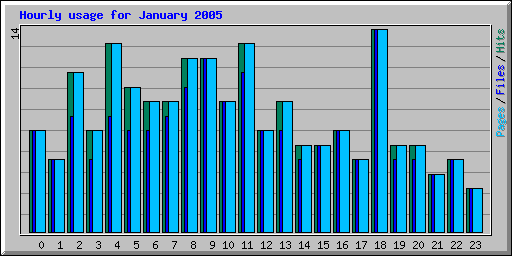 Hourly usage for January 2005
14
Pages/Files/Hits
0 1 2 3 4 5 6 7 8 9 10 11 12 13 14 15 16 17 18 19 20 21 22 23